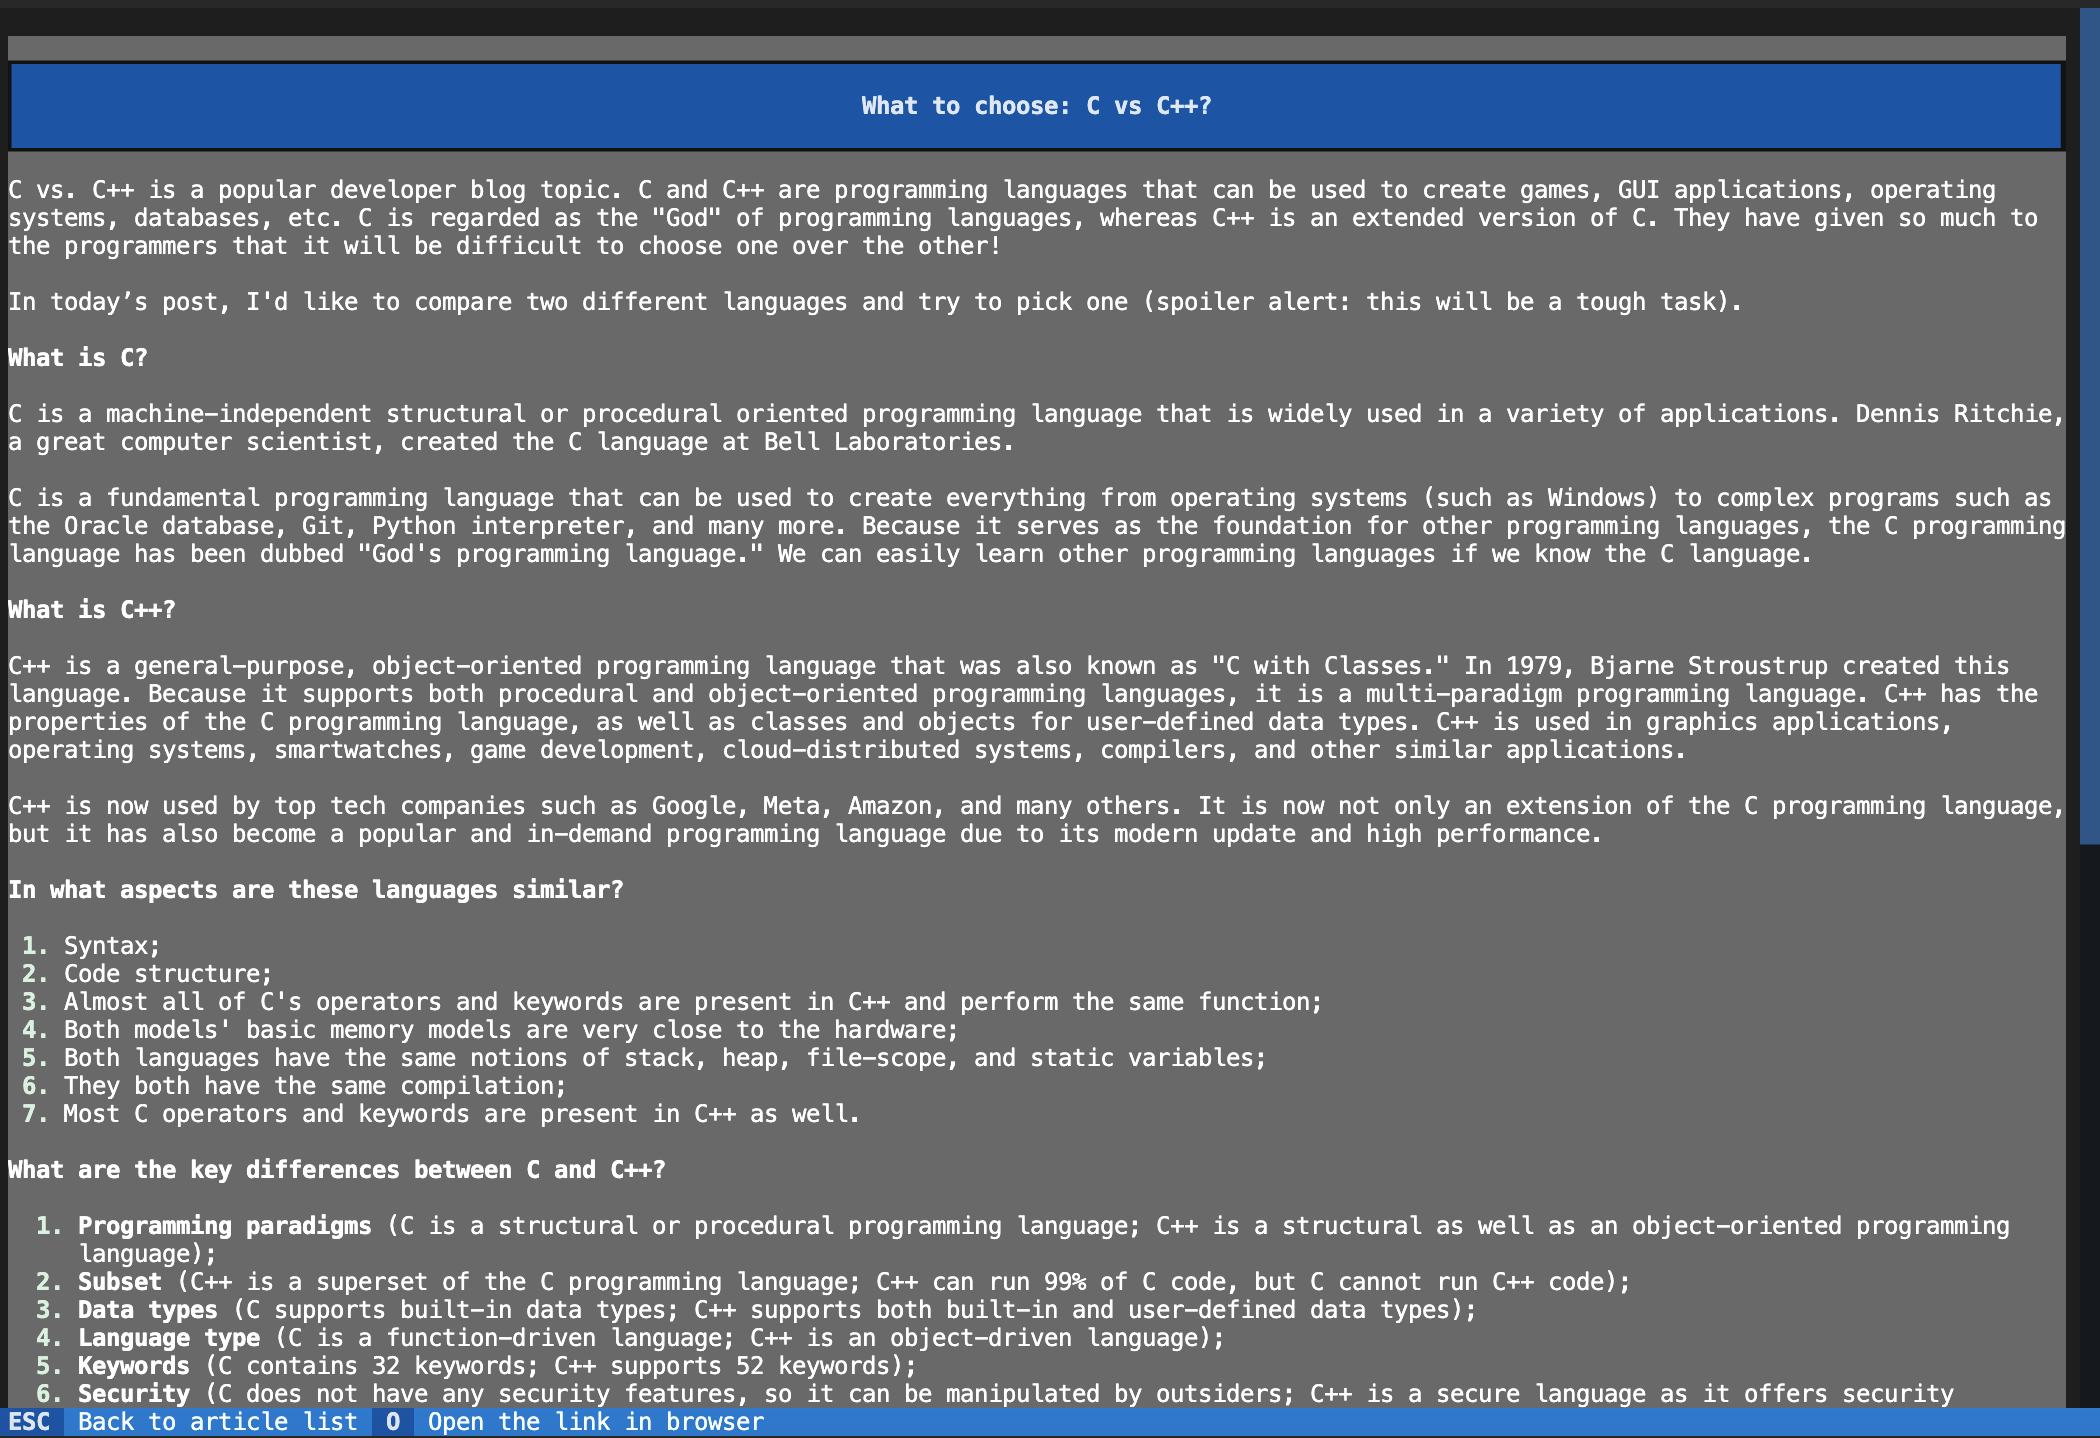 What to choose: C vs C++?
C vs. C++ is a popular developer blog topic. C and C++ are programming languages that can be used to create games, GUI applications, operating
systems, databases, etc. C is regarded as the "God" of programming languages, whereas C++ is an extended version of C. They have given so much to
the programmers that it will be difficult to choose one over the other!
In today’s post, I'd like to compare two different languages and try to pick one (spoiler alert: this will be a tough task).
What is C?
C is a machine-independent structural or procedural oriented programming language that is widely used in a variety of applications. Dennis Ritchie,
a great computer scientist, created the C language at Bell Laboratories.
C is a fundamental programming language that can be used to create everything from operating systems (such as Windows) to complex programs such as
the Oracle database, Git, Python interpreter, and many more. Because it serves as the foundation for other programming languages, the C programming
language has been dubbed "God's programming language." We can easily learn other programming languages if we know the C language.
What is C++?
C++ is a general-purpose, object-oriented programming language that was also known as "C with Classes." In 1979, Bjarne Stroustrup created this
language. Because it supports both procedural and object-oriented programming languages, it is a multi-paradigm programming language. C++ has the
properties of the C programming language, as well as classes and objects for user-defined data types. C++ is used in graphics applications,
operating systems, smartwatches, game development, cloud-distributed systems, compilers, and other similar applications.
C++ is now used by top tech companies such as Google, Meta, Amazon, and many others. It is now not only an extension of the C programming language,
but it has also become a popular and in-demand programming language due to its modern update and high performance.
In what aspects are these languages similar?
1. Syntax;
2. Code structure;
3. Almost all of C's operators and keywords are present in C++ and perform the same function;
4. Both models' basic memory models are very close to the hardware;
5. Both languages have the same notions of stack, heap, file-scope, and static variables;
6. They both have the same compilation;
7. Most C operators and keywords are present in C++ as well.
What are the key differences between C and C++?
1. Programming paradigms (C is a structural or procedural programming language; C++ is a structural as well as an object-oriented programming
language);
2. Subset (C++ is a superset of the C programming language; C++ can run 99% of C code, but C cannot run C++ code);
3. Data types (C supports built-in data types; C++ supports both built-in and user-defined data types);
4. Language type (C is a function-driven language; C++ is an object-driven language);
5. Keywords (C contains 32 keywords; C++ supports 52 keywords);
6. Security (C does not have any security features, so it can be manipulated by outsiders; C++ is a secure language as it offers security
ESC Back to article list O Open the link in browser